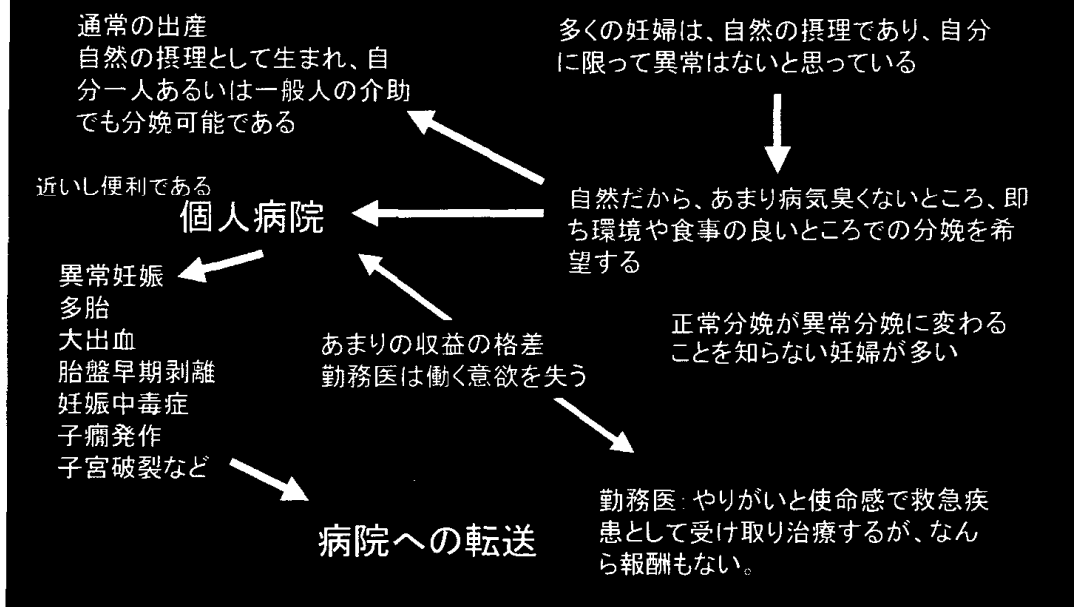 通常の出産
自然の摂理として生まれ、自
分一人あるいは一般人の介助
でも分娩可能である
多くの妊婦は、自然の摂理であり、自分
に限って異常はないと思っている
近いし便利である
個人病院
自然だから、あまり病気臭くないところ、即
ち環境や食事の良いところでの分娩を希
望する
異常妊娠
多胎
大出血
胎盤早期剥離
妊娠中毒症
子癇発作
子宮破裂など
あまりの収益の格差
勤務医は働く意欲を失う
正常分娩が異常分娩に変わる
ことを知らない妊婦が多い
病院への転送
勤務医:やりがいと使命感で救急疾
患として受け取り治療するが、なん
ら報酬もない。